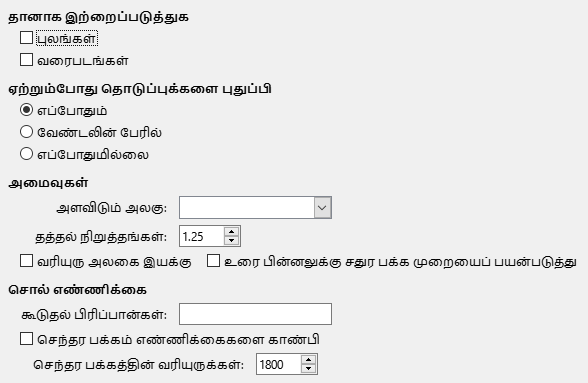 தானாக இற்றைப்படுத்துக
புலங்கள்
வரைபடங்கள்
ஏற்றும்போது தொடுப்புக்களை புதுப்பி
எப்போதும்
வேண்டலின் பேரில்
எப்போதுமில்லை
அமைவுகள்
அளவிடும் அலகு:
தத்தல் நிறுத்தங்கள்: 1.25
வரியுரு அலகை இயக்கு உரை பின்னலுக்கு சதுர பக்க முறையைப் பயன்படுத்து
சொல் எண்ணிக்கை
கூடுதல் பிரிப்பான்கள்:
செந்தர பக்கம் எண்ணிக்கைகளை காண்பி
செந்தர பக்கத்தின் வரியுருக்கள்: 1800